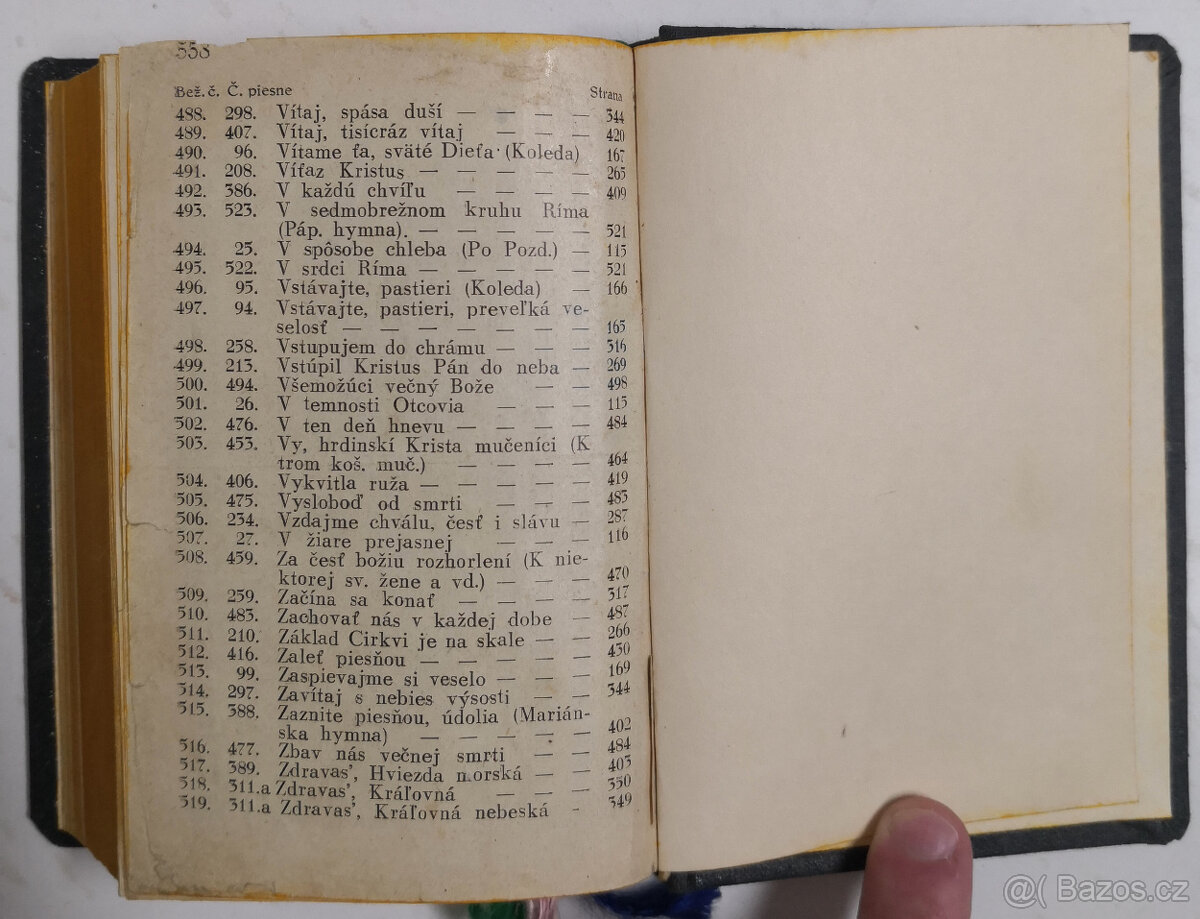 558
Bež. č. Č. piesne Strana
488. 298. Vítaj, spása duší — — — — 344
489. 407. Vítaj, tisícráz vítaj — — — 420
490. 96. Vítame ťa, sväté Dieťa (Koleda) 167
491. 208. Víťaz Kristus — — — — — 265
492. 386. V každú chvíľu — — — — 409
493. 523. V sedmobrežnom kruhu Ríma
(Páp. hymna). — — — — — 521
494. 25. V spôsobe chleba (Po Pozd.) — 115
495. 522. V srdci Ríma — — — — — 521
496. 95. Vstávajte, pastieri (Koleda) — 166
497. 94. Vstávajte, pastieri, preveľká ve-
selosť — — — — — — — 165
498. 258. Vstupujem do chrámu — — — 316
499. 213. Vstúpil Kristus Pán do neba — 269
500. 494. Všemožúci večný Bože — — 498
501. 26. V temnosti Otcovia — — — 115
502. 476. V ten deň hnevu — — — — 484
503. 453. Vy, hrdinskí Krista mučeníci (K
trom koš. muč.) — — — — 464
504. 406. Vykvitla ruža — — — — — 419
505. 475. Vysloboď od smrti — — — 483
506. 234. Vzdajme chválu, česť i slávu — 287
507. 27. V žiare prejasnej — — — 116
508. 459. Za česť božiu rozhorlení (K nie-
ktorej sv. žene a vd.) — — — 470
509. 259. Začína sa konať — — — — 317
510. 483. Zachovať nás v každej dobe — 487
511. 210. Základ Cirkvi je na skale — — 266
512. 416. Zaleť piesňou — — — — — 430
513. 99. Zaspievajme si veselo — — — 169
514. 297. Zavítaj s nebies výsosti — — 344
515. 388. Zaznite piesňou, údolia (Marián-
ska hymna) — — — — — 402
516. 477. Zbav nás večnej smrti — — 484
517. 389. Zdravas', Hviezda morská — — 403
518. 311.a Zdravas', Kráľovná — — — 350
519. 311.a Zdravas', Kráľovná nebeská - 349
@( Bazos.cz